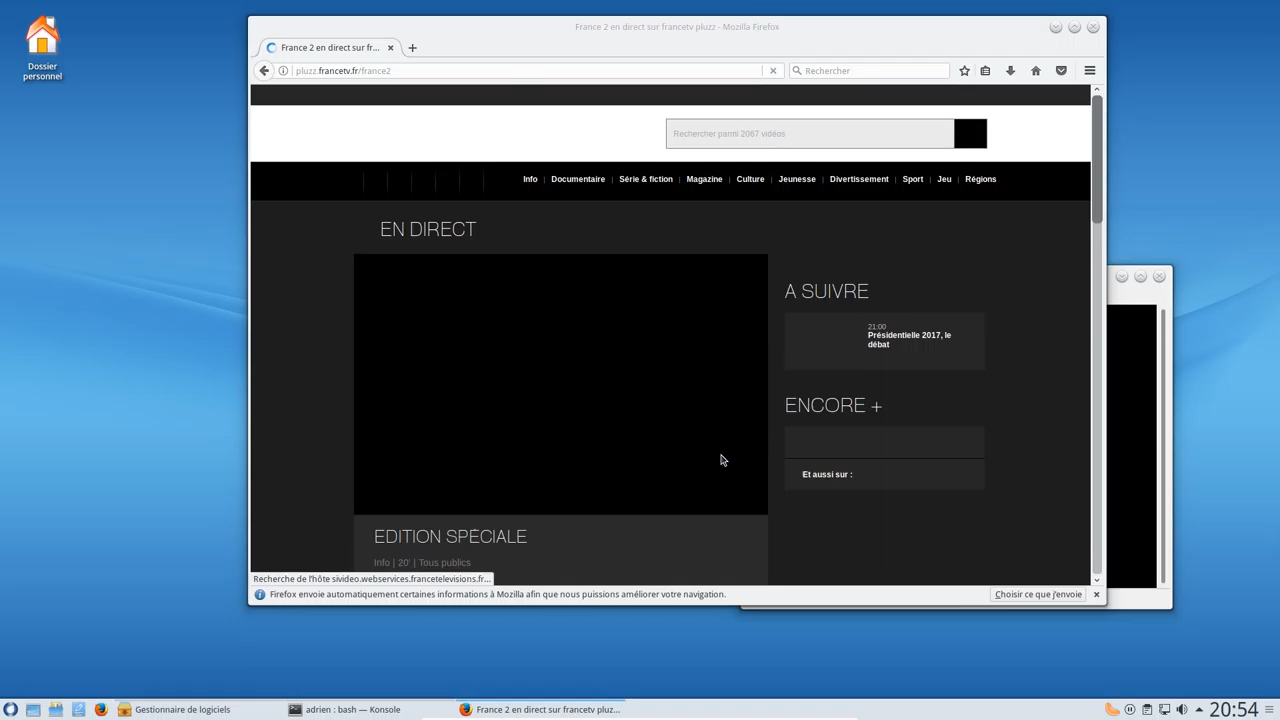 Dossier
personnel
France 2 en direct sur francetv pluzz - Mozilla Firefox
France 2 en direct sur fr...
pluzz.francetv.fr/france2
Rechercher
Rechercher parmi 2067 vidéos
Info Documentaire Série & fiction Magazine Culture Jeunesse Divertissement Sport Jeu Régions
EN DIRECT
A SUIVRE
21:00
Présidentielle 2017, le
débat
ENCORE +
Et aussi sur :
EDITION SPÉCIALE
Info | 20' | Tous publics
Recherche de l'hôte sivideo.webservices.francetelevisions.fr...
Firefox envoie automatiquement certaines informations à Mozilla afin que nous puissions améliorer votre navigation.
Choisir ce que j'envoie
Gestionnaire de logiciels
adrien : bash — Konsole
France 2 en direct sur francetv pluz...
20:54